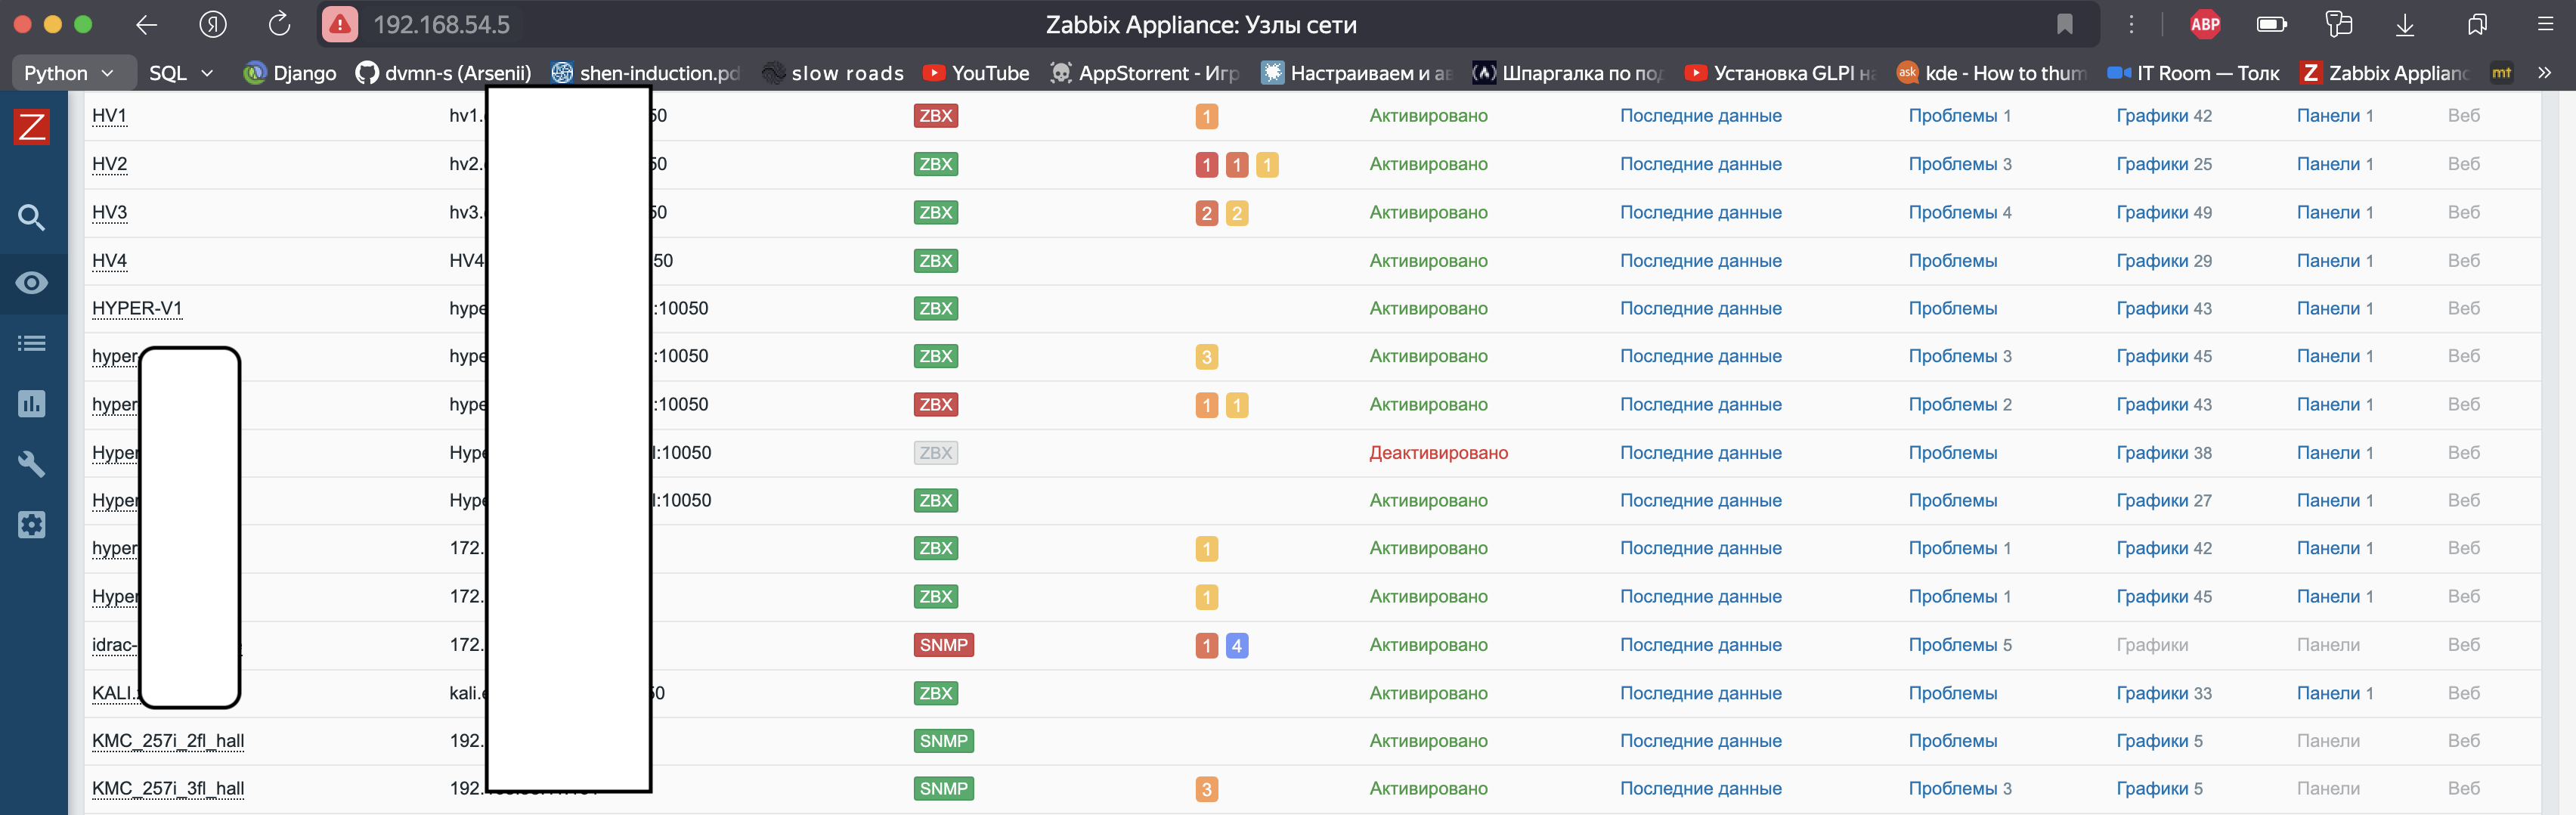 192.168.54.5 Zabbix Appliance: Узлы сети ABP
Python SQL Django dvmn-s (Arsenii) shen-induction.pd slow roads YouTube AppStorrent - Игр Настраиваем и ав Шпаргалка по под Установка GLPI на ask kde - How to thum IT Room — Толк Z Zabbix Applianc mt
Z
HV1 hv1. 50 ZBX 1 Активировано Последние данные Проблемы 1 Графики 42 Панели 1 Веб
HV2 hv2. 50 ZBX 1 1 1 Активировано Последние данные Проблемы 3 Графики 25 Панели 1 Веб
HV3 hv3. 50 ZBX 2 2 Активировано Последние данные Проблемы 4 Графики 49 Панели 1 Веб
HV4 HV4 50 ZBX Активировано Последние данные Проблемы Графики 29 Панели 1 Веб
HYPER-V1 hype :10050 ZBX Активировано Последние данные Проблемы Графики 43 Панели 1 Веб
hyper hype :10050 ZBX 3 Активировано Последние данные Проблемы 3 Графики 45 Панели 1 Веб
hyper hype :10050 ZBX 1 1 Активировано Последние данные Проблемы 2 Графики 43 Панели 1 Веб
Hyper Hype l:10050 ZBX Деактивировано Последние данные Проблемы Графики 38 Панели 1 Веб
Hyper Hype l:10050 ZBX Активировано Последние данные Проблемы Графики 27 Панели 1 Веб
hyper 172. ZBX 1 Активировано Последние данные Проблемы 1 Графики 42 Панели 1 Веб
Hyper 172. ZBX 1 Активировано Последние данные Проблемы 1 Графики 45 Панели 1 Веб
idrac- 172. SNMP 1 4 Активировано Последние данные Проблемы 5 Графики Панели Веб
KALI. kali. 50 ZBX Активировано Последние данные Проблемы Графики 33 Панели 1 Веб
KMC_257i_2fl_hall 192. SNMP Активировано Последние данные Проблемы Графики 5 Панели Веб
KMC_257i_3fl_hall 192. SNMP 3 Активировано Последние данные Проблемы 3 Графики 5 Панели Веб